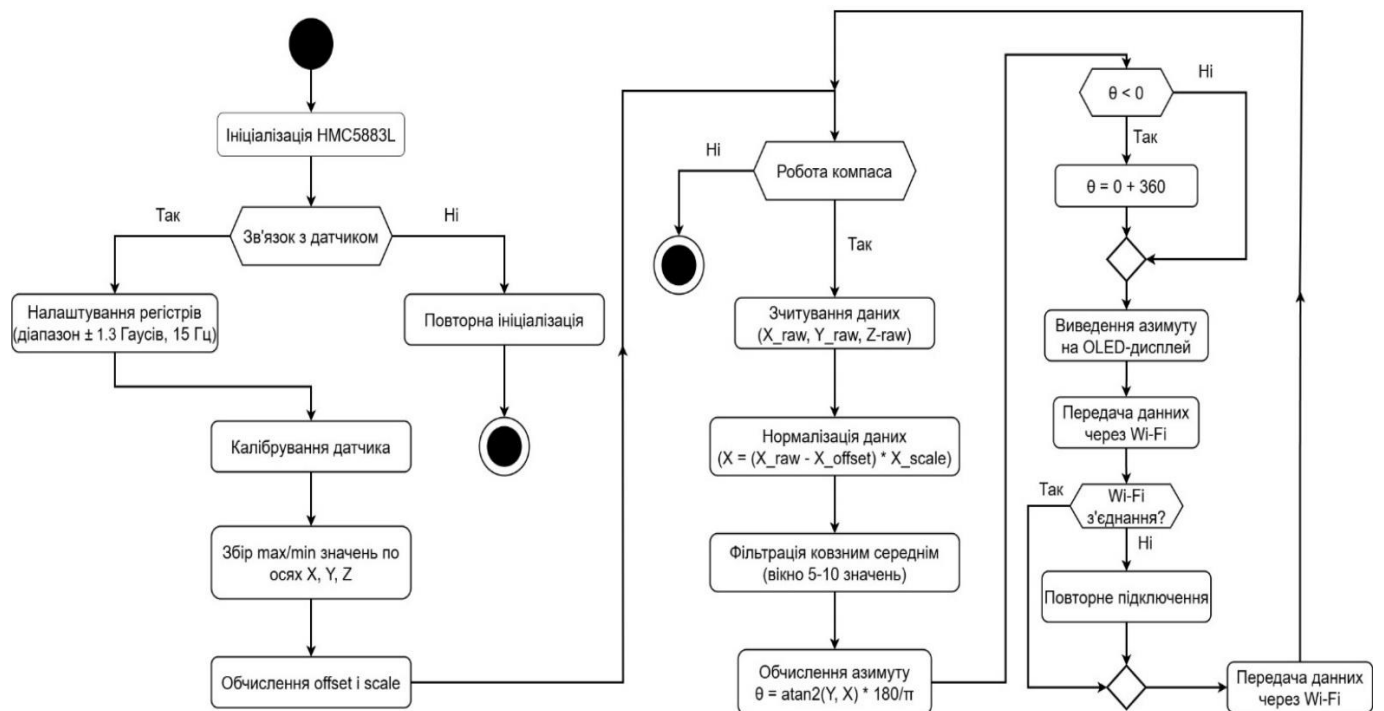 Ініціалізація HMC5883L
Зв'язок з датчиком
Так
Ні
Налаштування регістрів
(діапазон ± 1.3 Гаусів, 15 Гц)
Повторна ініціалізація
Калібрування датчика
Збір max/min значень по
осях X, Y, Z
Обчислення offset і scale
Робота компаса
Ні
Так
Зчитування даних
(X_raw, Y_raw, Z-raw)
Нормалізація даних
(X = (X_raw - X_offset) * X_scale)
Фільтрація ковзним середнім
(вікно 5-10 значень)
Обчислення азимуту
θ = atan2(Y, X) * 180/π
θ < 0
Ні
Так
θ = 0 + 360
Виведення азимуту
на OLED-дисплей
Передача данних
через Wi-Fi
Wi-Fi
з'єднання?
Так
Ні
Повторне підключення
Передача данних
через Wi-Fi